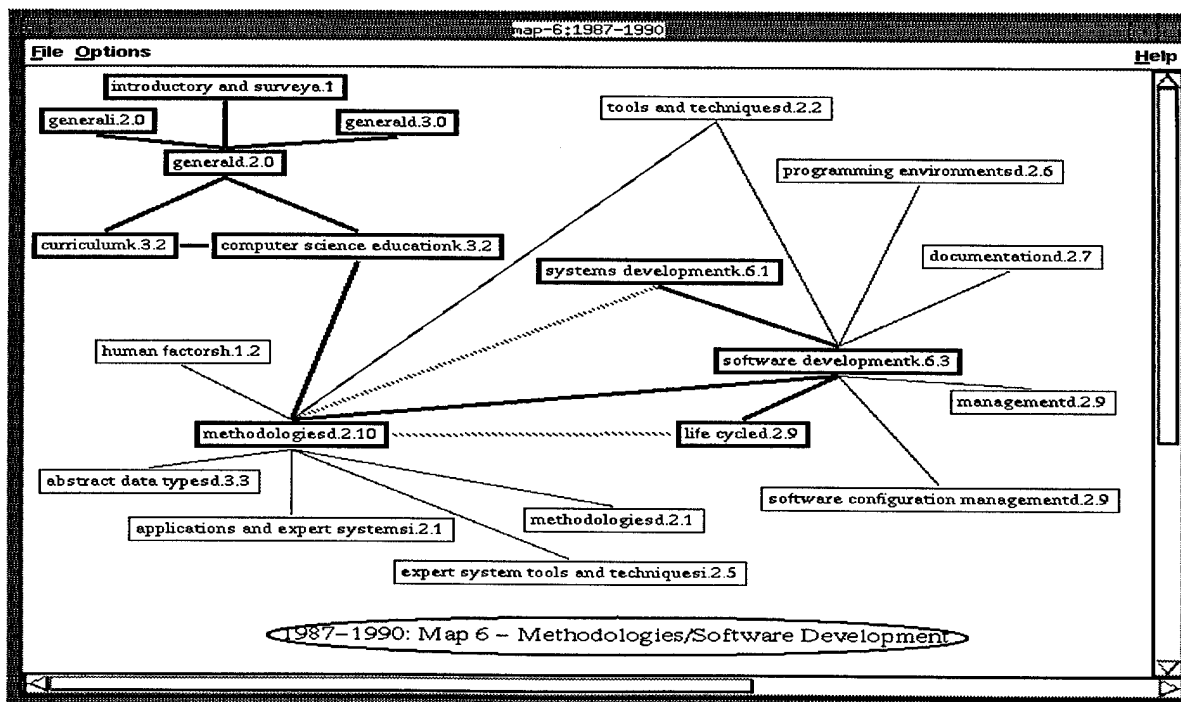 map-6:1987-1990
File Options
Help
introductory and surveya.1
tools and techniquesd.2.2
generali.2.0
generald.3.0
generald.2.0
programming environmentsd.2.6
curriculumk.3.2
computer science educationk.3.2
documentationd.2.7
systems developmentk.6.1
human factorsh.1.2
software developmentk.6.3
managementd.2.9
methodologiesd.2.10
life cycled.2.9
abstract data typesd.3.3
software configuration managementd.2.9
applications and expert systemsi.2.1
methodologiesd.2.1
expert system tools and techniquesi.2.5
1987-1990: Map 6 - Methodologies/Software Development